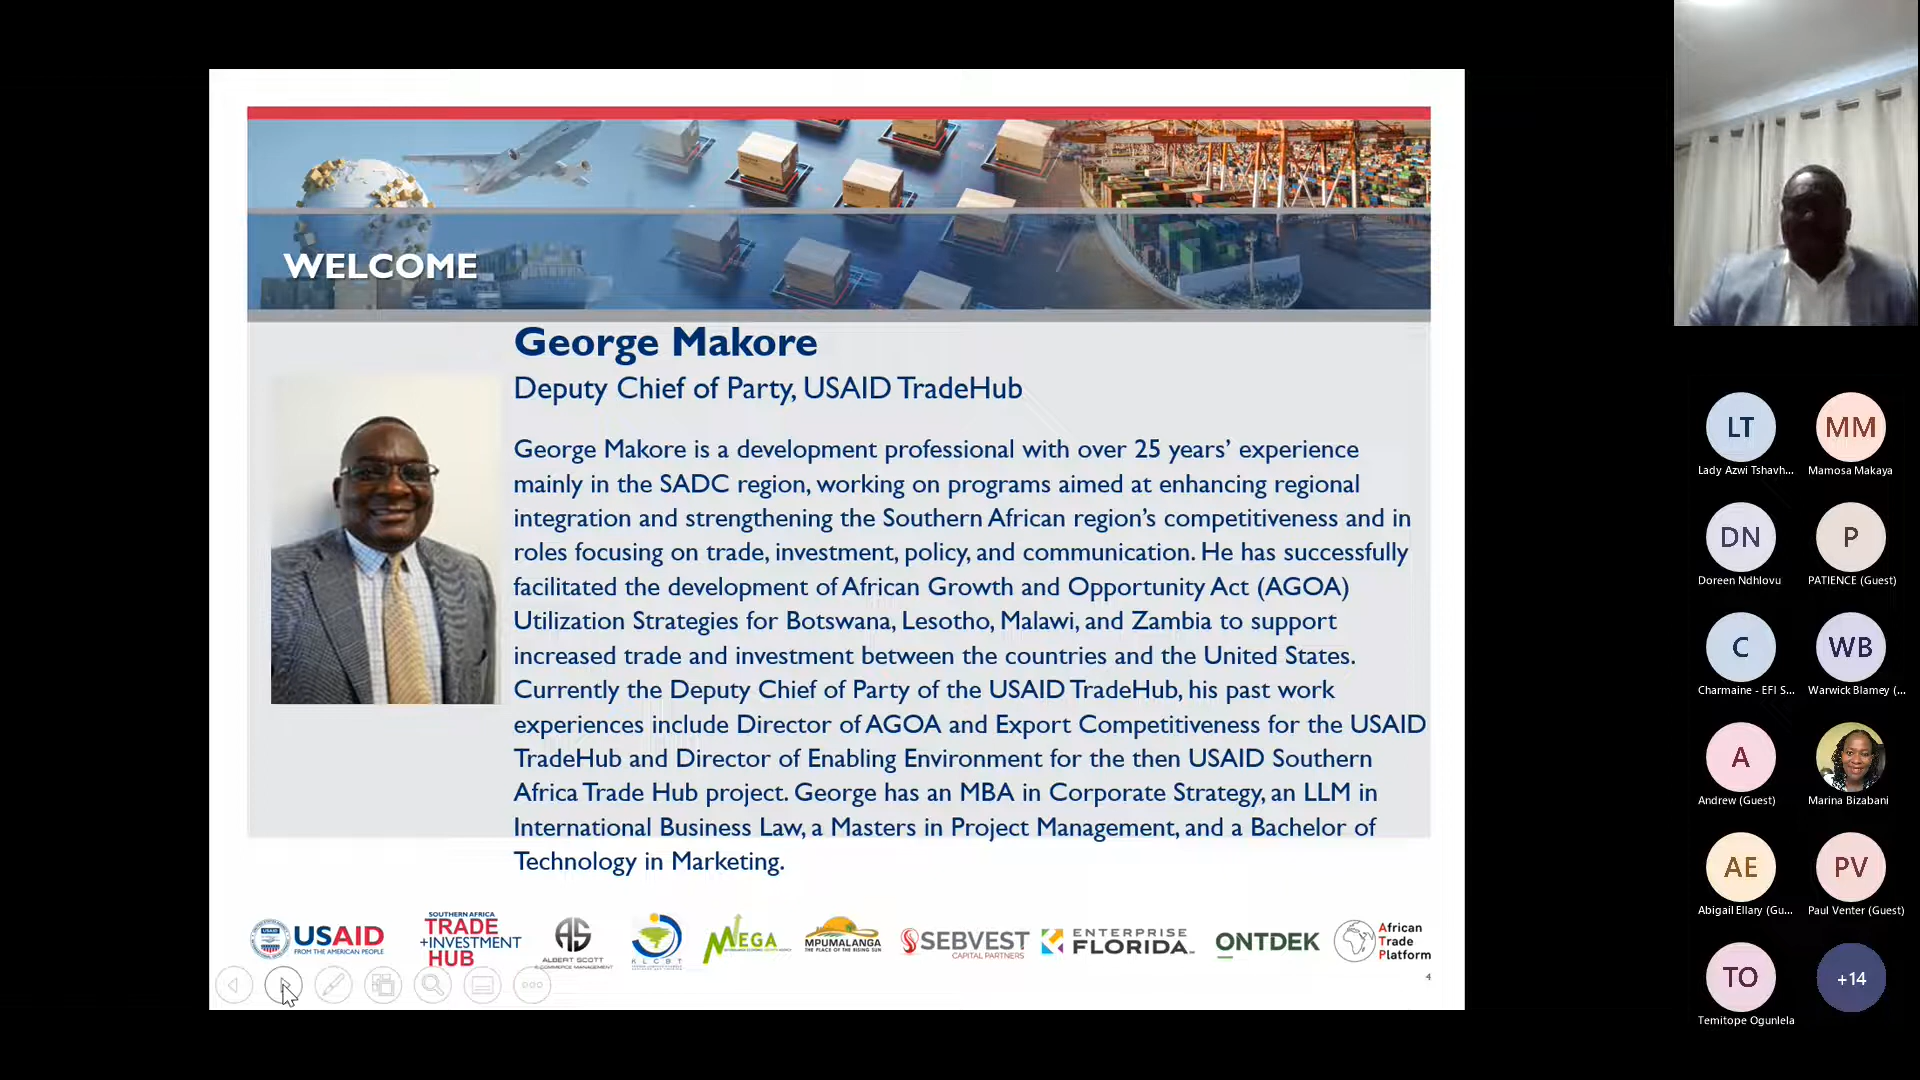 WELCOME
George Makore
Deputy Chief of Party, USAID TradeHub
George Makore is a development professional with over 25 years’ experience
mainly in the SADC region, working on programs aimed at enhancing regional
integration and strengthening the Southern African region’s competitiveness and in
roles focusing on trade, investment, policy, and communication. He has successfully
facilitated the development of African Growth and Opportunity Act (AGOA)
Utilization Strategies for Botswana, Lesotho, Malawi, and Zambia to support
increased trade and investment between the countries and the United States.
Currently the Deputy Chief of Party of the USAID TradeHub, his past work
experiences include Director of AGOA and Export Competitiveness for the USAID
TradeHub and Director of Enabling Environment for the then USAID Southern
Africa Trade Hub project. George has an MBA in Corporate Strategy, an LLM in
International Business Law, a Masters in Project Management, and a Bachelor of
Technology in Marketing.
USAID
USAID
FROM THE AMERICAN PEOPLE
SOUTHERN AFRICA
TRADE
+INVESTMENT
HUB
AS
ALBERT SCOTT
KLCBT
MEGA
MPUMALANGA
THE PLACE OF THE RISING SUN
SEBVEST
CAPITAL PARTNERS
ENTERPRISE
FLORIDA
ONTDEK
African
Trade
Platform
4
LT
Lady Azwi Tshavh...
MM
Mamosa Makaya
DN
Doreen Ndhlovu
P
PATIENCE (Guest)
C
Charmaine - EFI S...
WB
Warwick Blamey (...
A
Andrew (Guest)
Marina Bizabani
AE
Abigail Ellary (Gu...
PV
Paul Venter (Guest)
TO
Temitope Ogunlela
+14